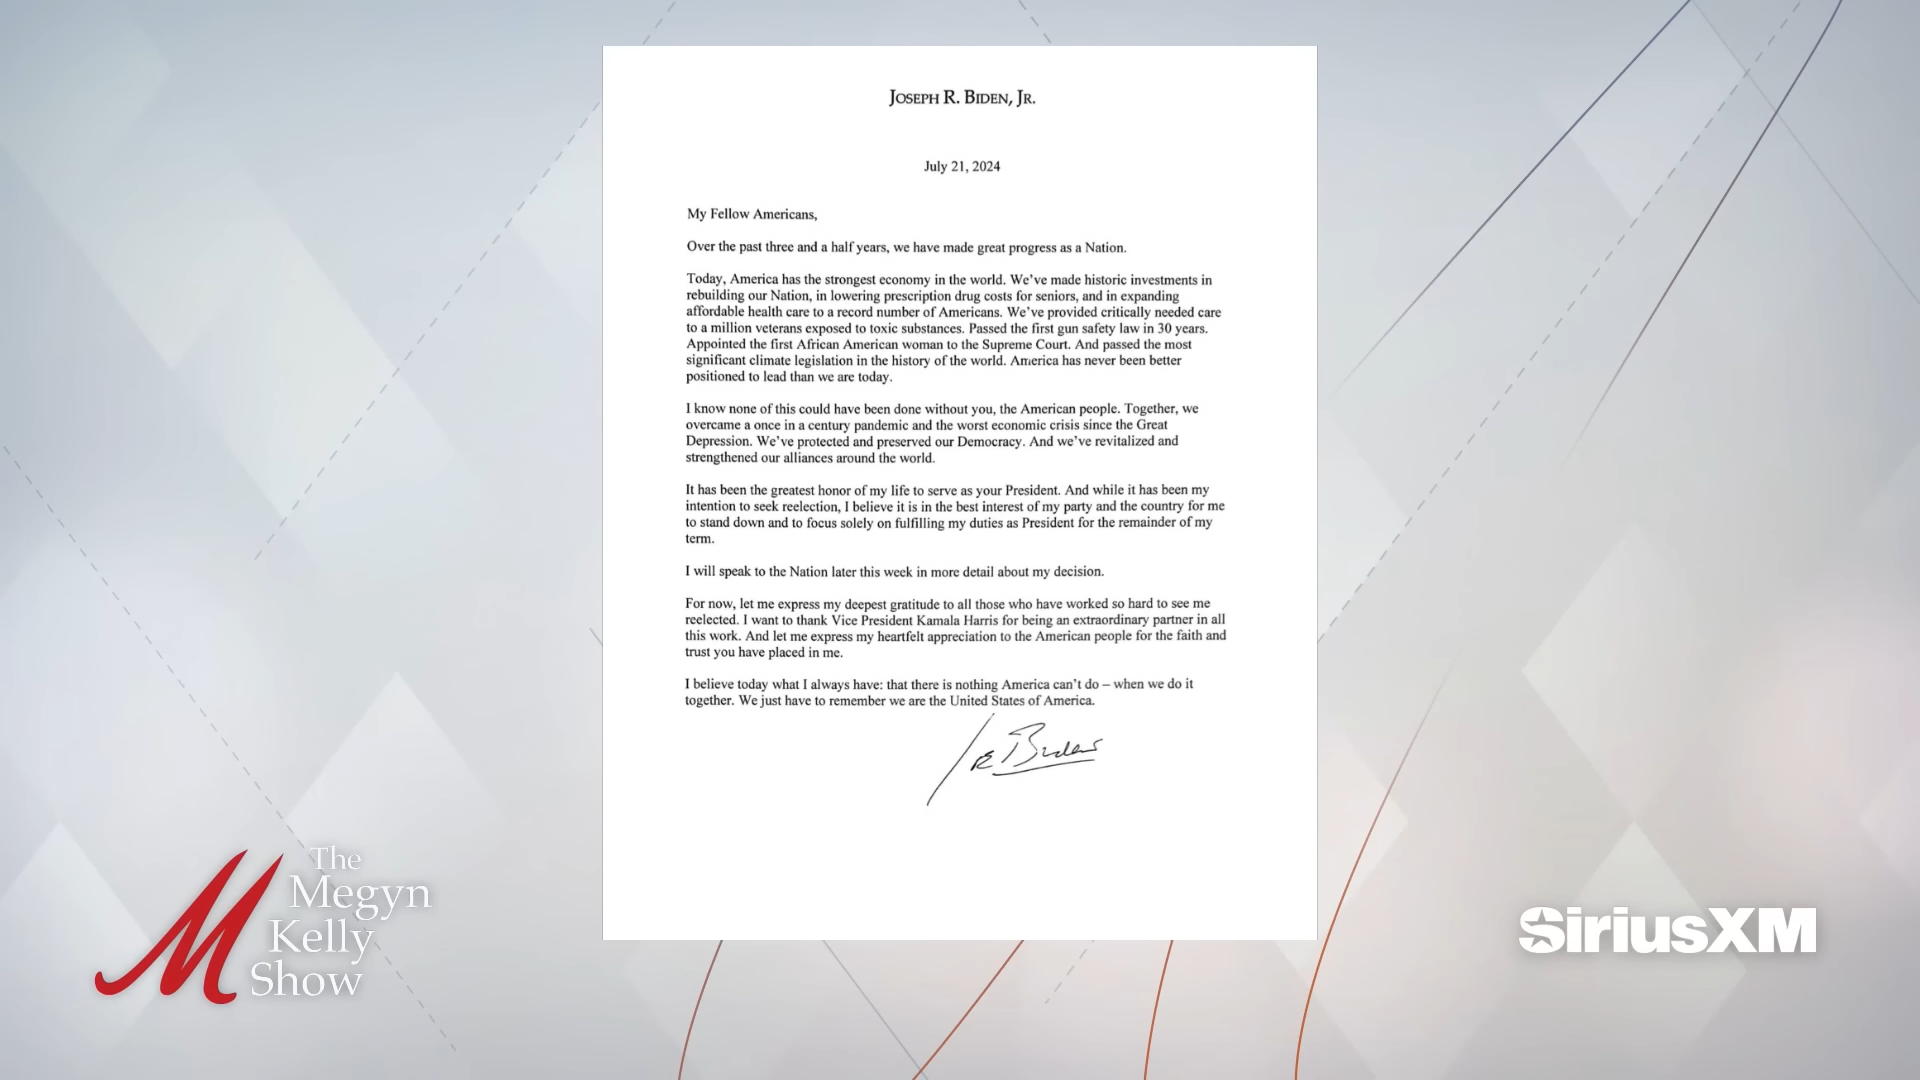 JOSEPH R. BIDEN, JR.
July 21, 2024
My Fellow Americans,
Over the past three and a half years, we have made great progress as a Nation.
Today, America has the strongest economy in the world. We've made historic investments in
rebuilding our Nation, in lowering prescription drug costs for seniors, and in expanding
affordable health care to a record number of Americans. We've provided critically needed care
to a million veterans exposed to toxic substances. Passed the first gun safety law in 30 years.
Appointed the first African American woman to the Supreme Court. And passed the most
significant climate legislation in the history of the world. America has never been better
positioned to lead than we are today.
I know none of this could have been done without you, the American people. Together, we
overcame a once in a century pandemic and the worst economic crisis since the Great
Depression. We've protected and preserved our Democracy. And we've revitalized and
strengthened our alliances around the world.
It has been the greatest honor of my life to serve as your President. And while it has been my
intention to seek reelection, I believe it is in the best interest of my party and the country for me
to stand down and to focus solely on fulfilling my duties as President for the remainder of my
term.
I will speak to the Nation later this week in more detail about my decision.
For now, let me express my deepest gratitude to all those who have worked so hard to see me
reelected. I want to thank Vice President Kamala Harris for being an extraordinary partner in all
this work. And let me express my heartfelt appreciation to the American people for the faith and
trust you have placed in me.
I believe today what I always have: that there is nothing America can't do – when we do it
together. We just have to remember we are the United States of America.
Joe Biden
M
The
Megyn
Kelly
Show
SiriusXM